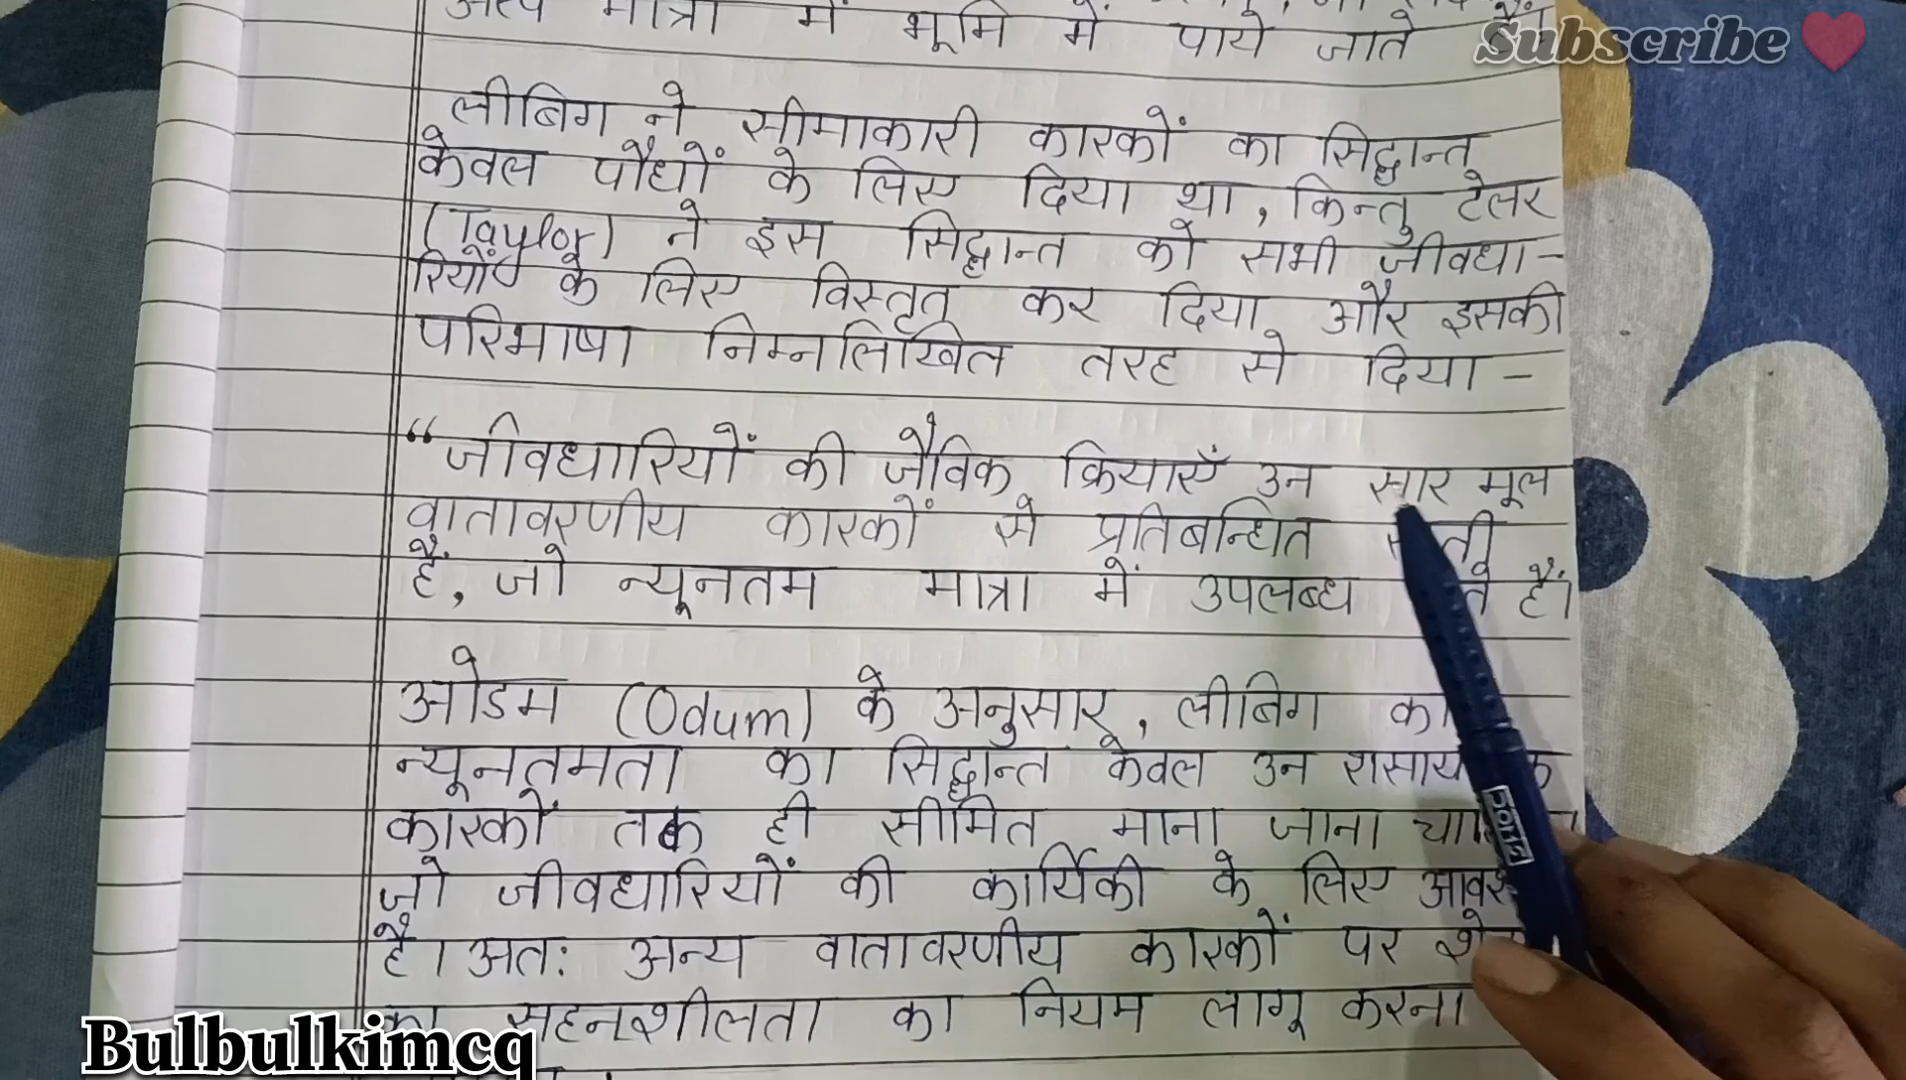 मात्रा में भूमि में पाये जाते हैं
Subscribe
लीबिग ने सीमाकारी कारकों का सिद्धान्त
केवल पौधों के लिए दिया था, किन्तु टेलर
(Taylor) ने इस सिद्धान्त को सभी जीवधा-
रियों के लिए विस्तृत कर दिया और इसकी
परिभाषा निम्नलिखित तरह से दिया -
“जीवधारियों की जैविक क्रियाएँ उन सार मूल
वातावरणीय कारकों से प्रतिबन्धित
है, जो न्यूनतम मात्रा में उपलब्ध हैं।
ओडम (Odum) के अनुसार, लीबिग का
न्यूनतमता का सिद्धान्त केवल उन
कारकों तक ही सीमित माना जाना
जो जीवधारियों की कार्यिकी के लिए
है। अतः अन्य वातावरणीय कारकों पर
का सहनशीलता का नियम लागू करना
Bulbulkimcq